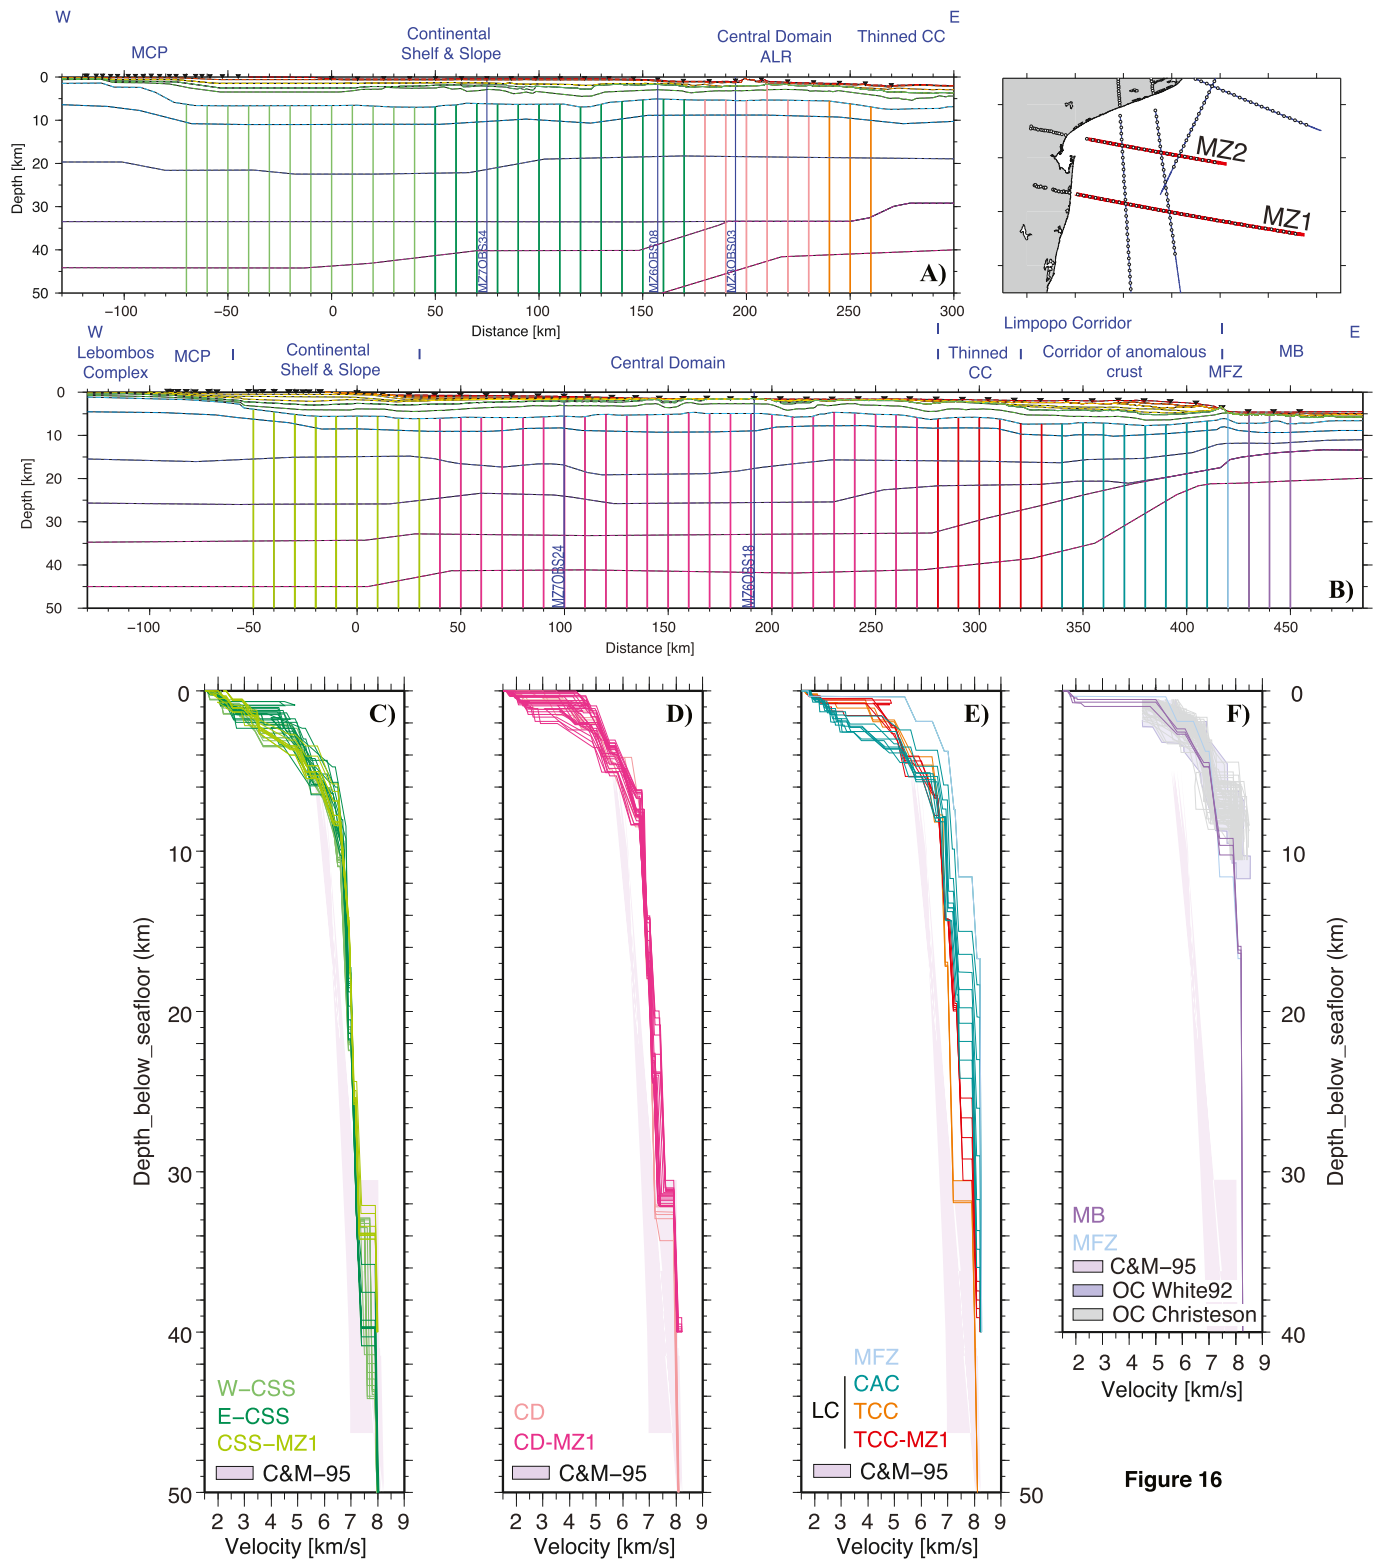 W
E
MCP
Continental
Shelf & Slope
Central Domain
ALR
Thinned CC
0
10
20
30
40
50
Depth [km]
MZ7OBS34
MZ6OBS08
MZ3OBS03
A)
−100
−50
0
50
100
150
200
250
300
Distance [km]
MZ2
MZ1
W
Lebombos
Complex
MCP
Continental
Shelf & Slope
Central Domain
Limpopo Corridor
Thinned
CC
Corridor of anomalous
crust
MFZ
MB
E
0
10
20
30
40
50
Depth [km]
MZ7OBS24
MZ6OBS18
B)
−100
−50
0
50
100
150
200
250
300
350
400
450
Distance [km]
0
10
20
30
40
50
Depth_below_seafloor (km)
C)
W−CSS
E−CSS
CSS−MZ1
C&M−95
2 3 4 5 6 7 8 9
Velocity [km/s]
D)
CD
CD-MZ1
C&M−95
2 3 4 5 6 7 8 9
Velocity [km/s]
E)
MFZ
LC
CAC
TCC
TCC-MZ1
C&M−95
50
2 3 4 5 6 7 8 9
Velocity [km/s]
F)
0
10
20
30
40
Depth_below_seafloor (km)
MB
MFZ
C&M−95
OC White92
OC Christeson
2 3 4 5 6 7 8 9
Velocity [km/s]
Figure 16